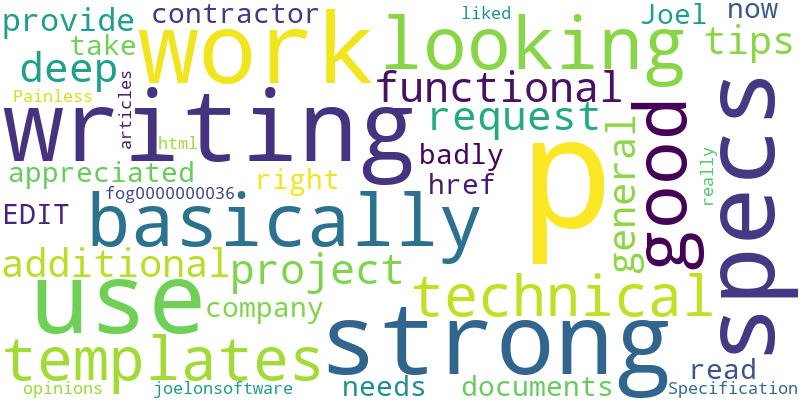 provide
contractor
liked
Joel
now
take
work
looking
tips
deep
Painless
articles
functional
writing
html
request
specs
appreciated
badly
p
good
general
really
fog0000000036
right
href
EDIT
basically
additional
project
use
company
technical
strong
templates
read
opinions
joelonsoftware
needs
documents
Specification